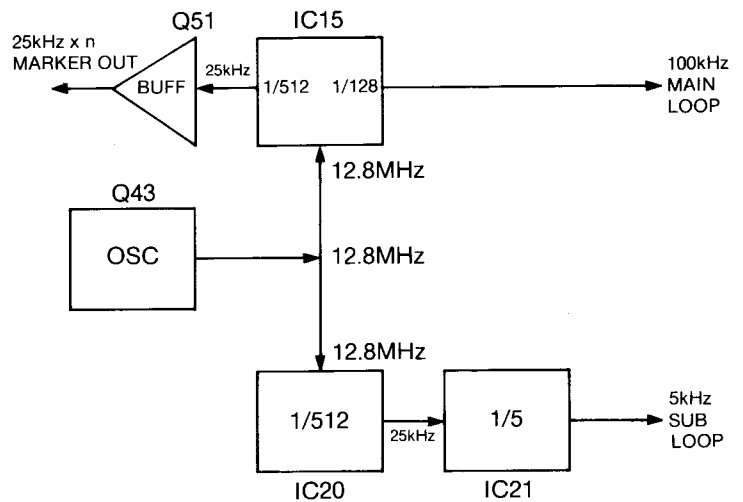 Q51
IC15
25kHz x n
MARKER OUT
BUFF
25kHz
1/512
1/128
100kHz
MAIN
LOOP
12.8MHz
Q43
OSC
12.8MHz
12.8MHz
1/512
25kHz
1/5
5kHz
SUB
LOOP
IC20
IC21